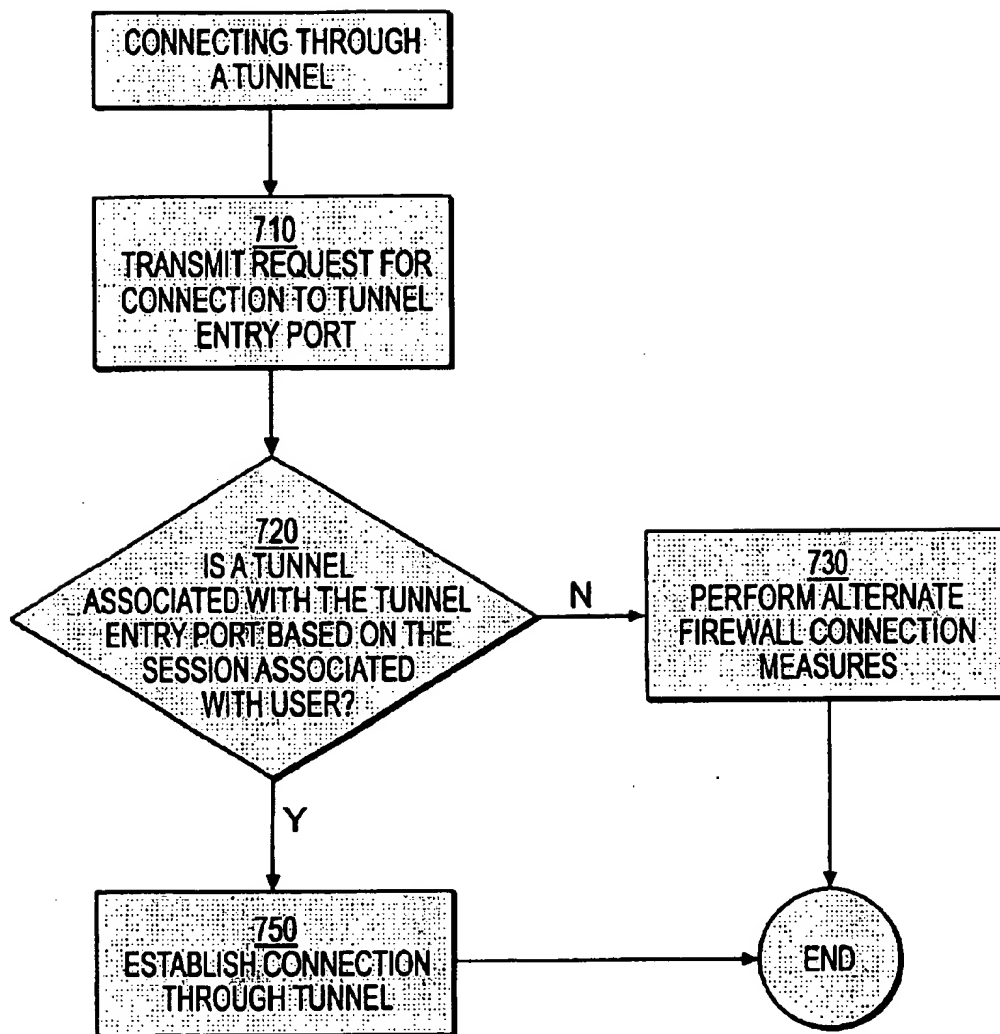 CONNECTING THROUGH
A TUNNEL
710
TRANSMIT REQUEST FOR
CONNECTION TO TUNNEL
ENTRY PORT
720
IS A TUNNEL
ASSOCIATED WITH THE TUNNEL
ENTRY PORT BASED ON THE
SESSION ASSOCIATED
WITH USER?
N
730
PERFORM ALTERNATE
FIREWALL CONNECTION
MEASURES
Y
750
ESTABLISH CONNECTION
THROUGH TUNNEL
END